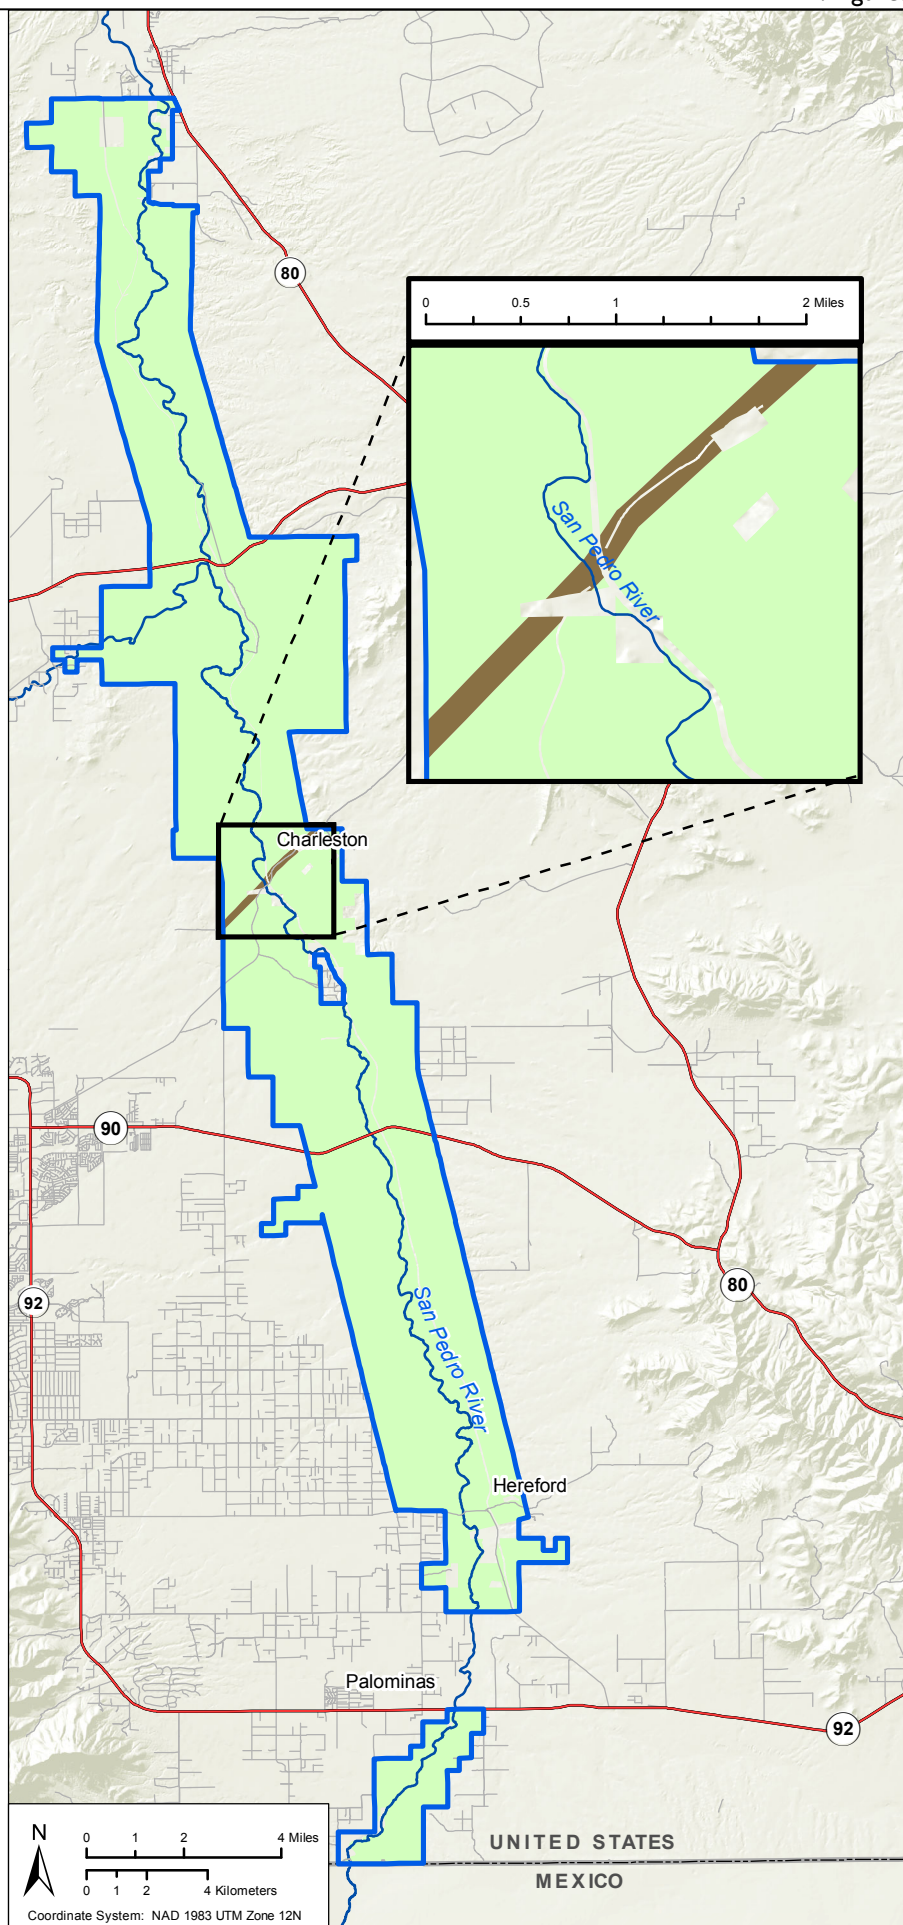 80
0 0.5 1 2 Miles
San Pedro River
Charleston
90
80
92
San Pedro River
Hereford
Palominas
92
UNITED STATES
MEXICO
N
0 1 2 4 Miles
0 1 2 4 Kilometers
Coordinate System: NAD 1983 UTM Zone 12N